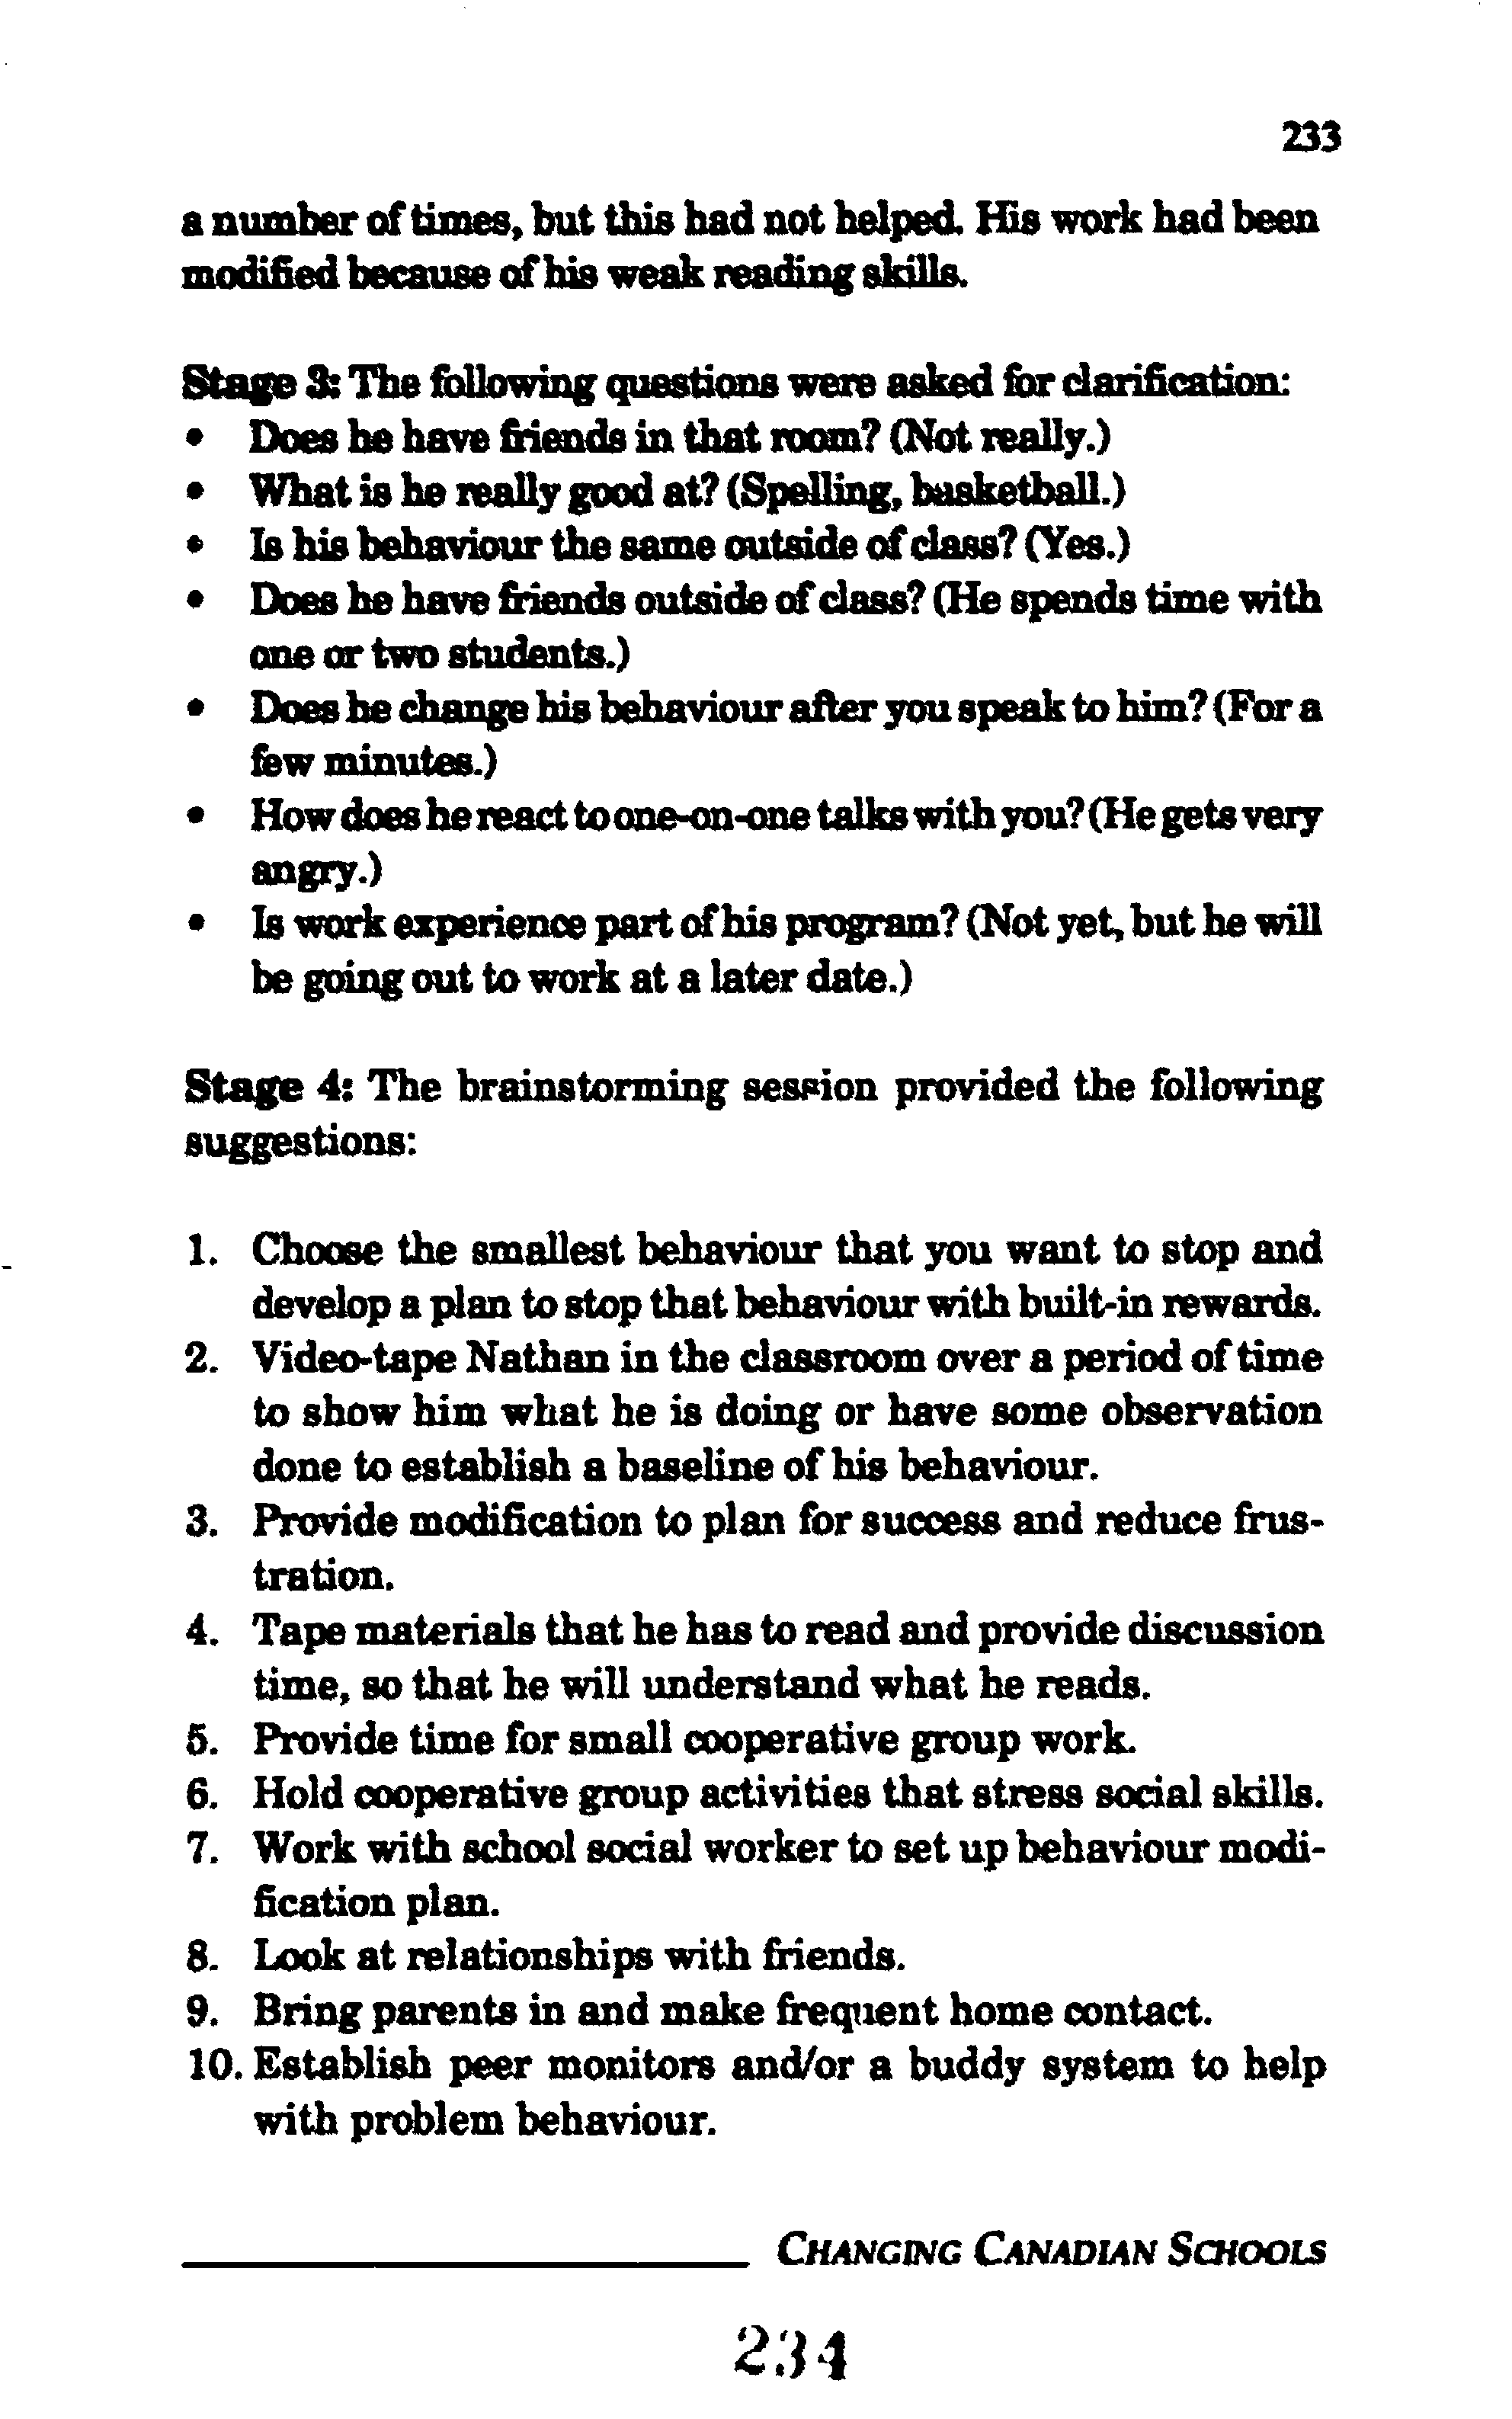 233
a number of times, but this had not helped. His work had been
modified because of his weak reading skills.
Stage 3: The following questions were asked for clarification:
• Does he have friends in that room? (Not really.)
• What is he really good at? (Spelling, basketball.)
• Is his behaviour the same outside of class? (Yes.)
• Does he have friends outside of class? (He spends time with
one or two students.)
• Does he change his behaviour after you speak to him? (For a
few minutes.)
• How does he react to one-on-one talks with you? (He gets very
angry.)
• Is work experience part of his program? (Not yet, but he will
be going out to work at a later date.)
Stage 4: The brainstorming session provided the following
suggestions:
1. Choose the smallest behaviour that you want to stop and
develop a plan to stop that behaviour with built-in rewards.
2. Video-tape Nathan in the classroom over a period of time
to show him what he is doing or have some observation
done to establish a baseline of his behaviour.
3. Provide modification to plan for success and reduce frus-
tration.
4. Tape materials that he has to read and provide discussion
time, so that he will understand what he reads.
5. Provide time for small cooperative group work.
6. Hold cooperative group activities that stress social skills.
7. Work with school social worker to set up behaviour modi-
fication plan.
8. Look at relationships with friends.
9. Bring parents in and make frequent home contact.
10. Establish peer monitors and/or a buddy system to help
with problem behaviour.
CHANGING CANADIAN SCHOOLS
234